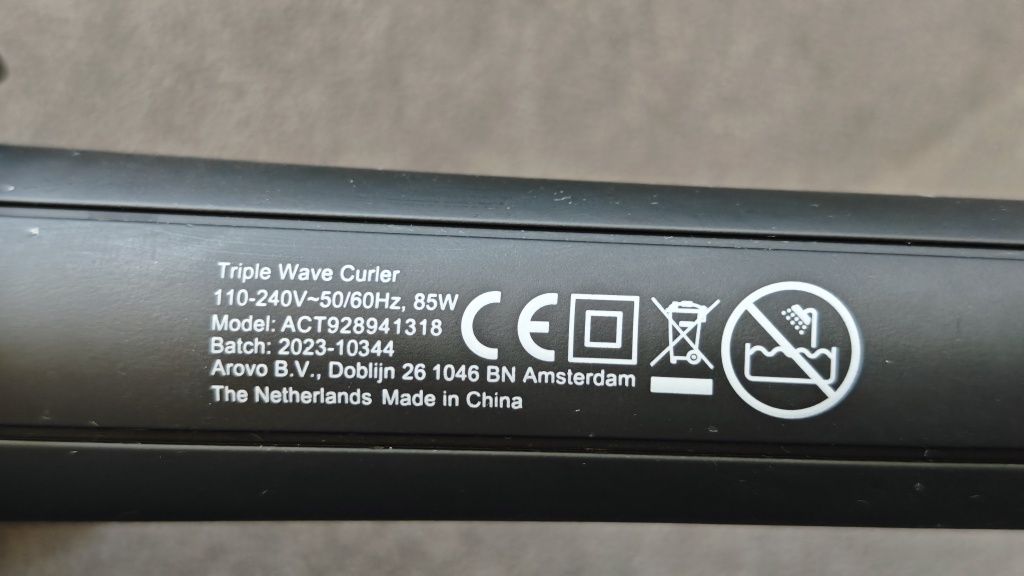 Triple Wave Curler
110-240V~50/60Hz, 85W
Model: ACT928941318
Batch: 2023-10344
Arovo B.V., Doblijn 26 1046 BN Amsterdam
The Netherlands Made in China
CE